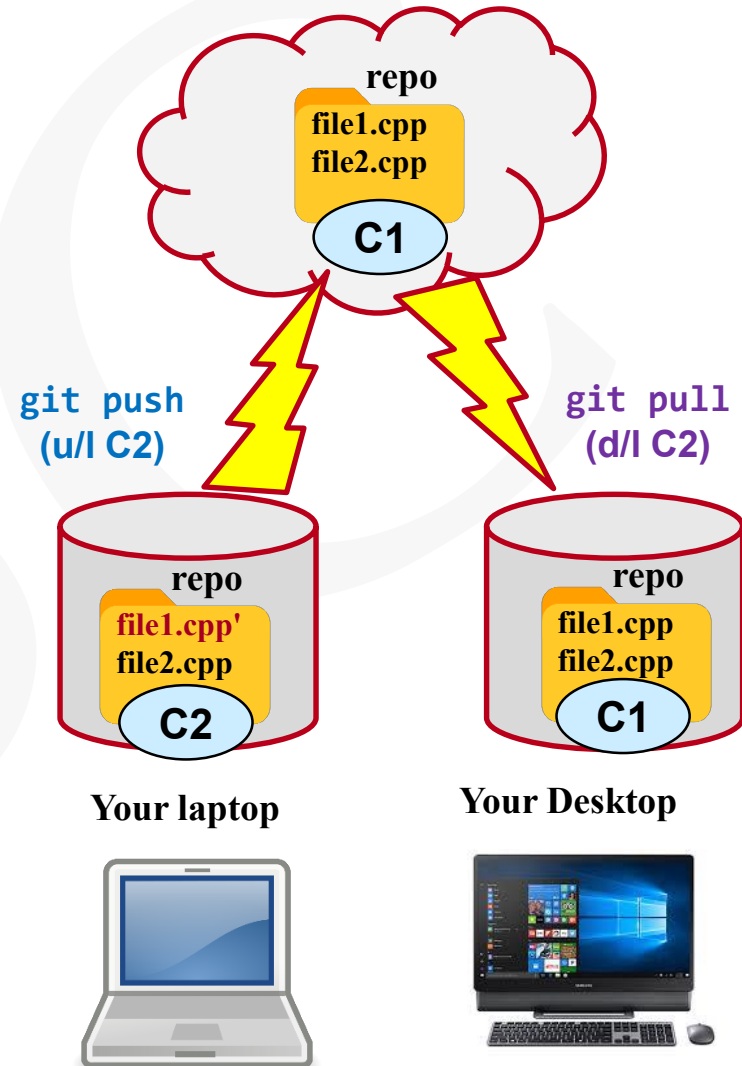 repo
file1.cpp
file2.cpp
C1
git push
(u/l C2)
git pull
(d/l C2)
repo
file1.cpp'
file2.cpp
C2
repo
file1.cpp
file2.cpp
C1
Your laptop
Your Desktop